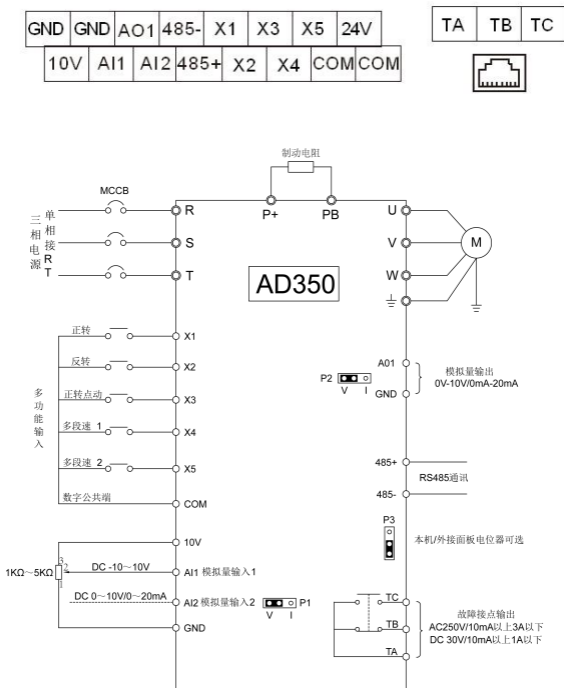 GND GND AO1 485- X1 X3 X5 24V
10V AI1 AI2 485+ X2 X4 COM COM
TA TB TC
制动电阻
MCCB
P+ PB
三相电源
单相接RT
R
S
T
U
V
W
M
AD350
多功能输入
正转 X1
反转 X2
正转点动 X3
多段速 1 X4
多段速 2 X5
数字公共端 COM
P2
V I
A01
GND
模拟量输出
0V-10V/0mA-20mA
485+
485-
RS485通讯
P3
本机/外接面板电位器可选
10V
1KΩ～5KΩ
3
2
1
DC -10～10V AI1 模拟量输入1
DC 0～10V/0～20mA AI2 模拟量输入2
P1
V I
GND
TC
TB
TA
故障接点输出
AC250V/10mA以上3A以下
DC 30V/10mA以上1A以下